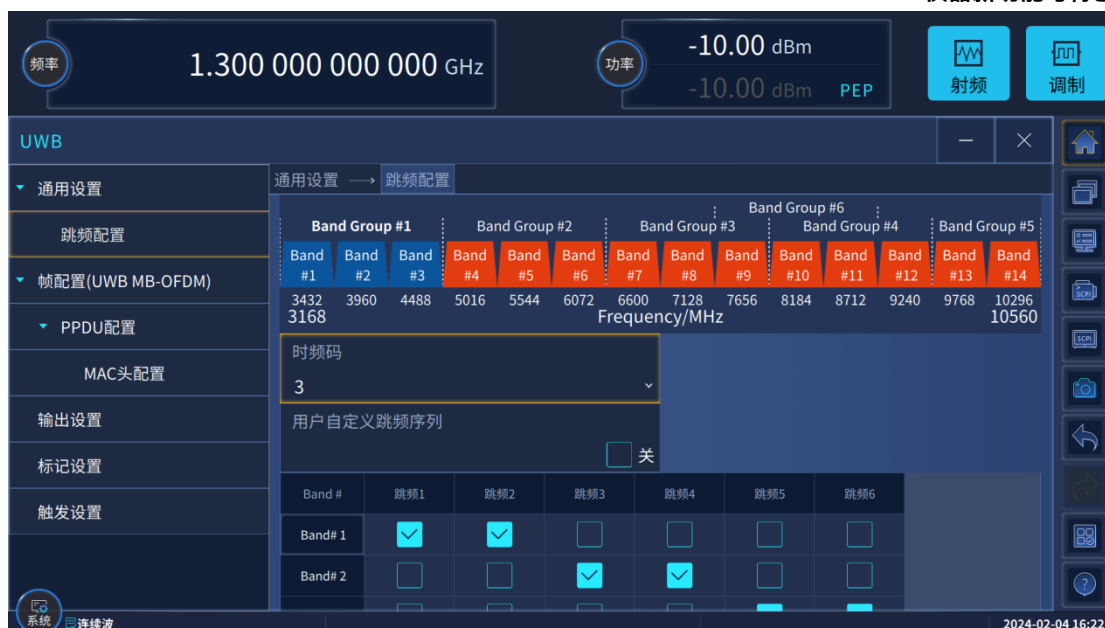 频率
1.300 000 000 000 GHz
功率
-10.00 dBm
-10.00 dBm PEP
射频
调制
UWB
通用设置
跳频配置
帧配置(UWB MB-OFDM)
PPDU配置
MAC头配置
输出设置
标记设置
触发设置
通用设置 → 跳频配置
Band Group #6
Band Group #1 Band Group #2 Band Group #3 Band Group #4 Band Group #5
Band Band Band Band Band Band Band Band Band Band Band Band Band Band
#1 #2 #3 #4 #5 #6 #7 #8 #9 #10 #11 #12 #13 #14
3432 3960 4488 5016 5544 6072 6600 7128 7656 8184 8712 9240 9768 10296
3168 Frequency/MHz 10560
时频码
3
用户自定义跳频序列
关
Band # 跳频1 跳频2 跳频3 跳频4 跳频5 跳频6
Band# 1
Band# 2
SCPI
SCPI
?
系统
连续波
2024-02-04 16:22